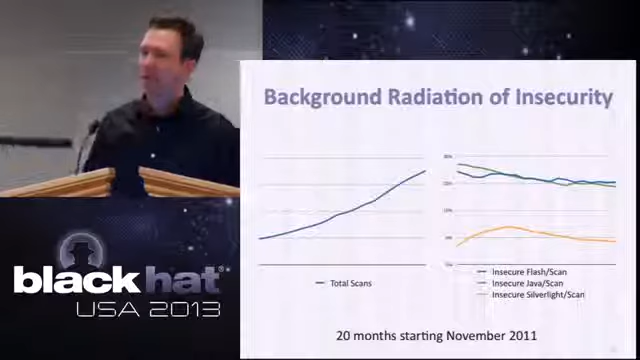 Background Radiation of Insecurity
Total Scans
Insecure Flash/Scan
Insecure Java/Scan
Insecure Silverlight/Scan
20 months starting November 2011
black hat®
USA 2013